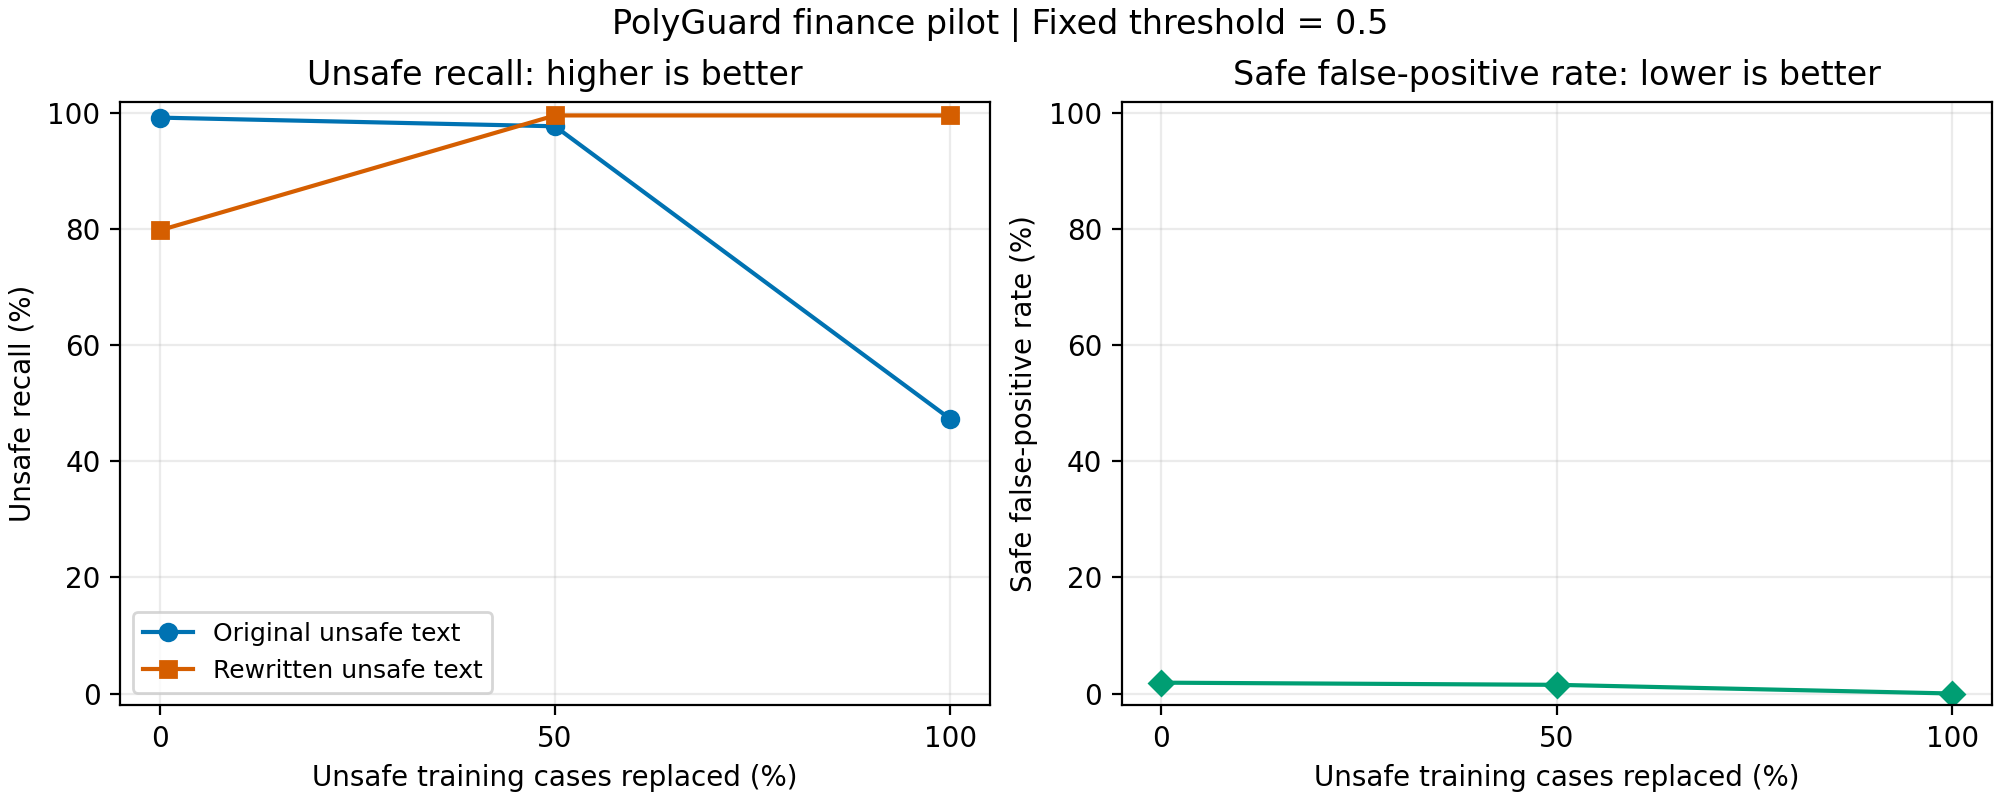 PolyGuard finance pilot | Fixed threshold = 0.5
Unsafe recall: higher is better
100
80
60
40
20
0
Unsafe recall (%)
Original unsafe text
Rewritten unsafe text
0 50 100
Unsafe training cases replaced (%)
Safe false-positive rate: lower is better
100
80
60
40
20
0
Safe false-positive rate (%)
0 50 100
Unsafe training cases replaced (%)